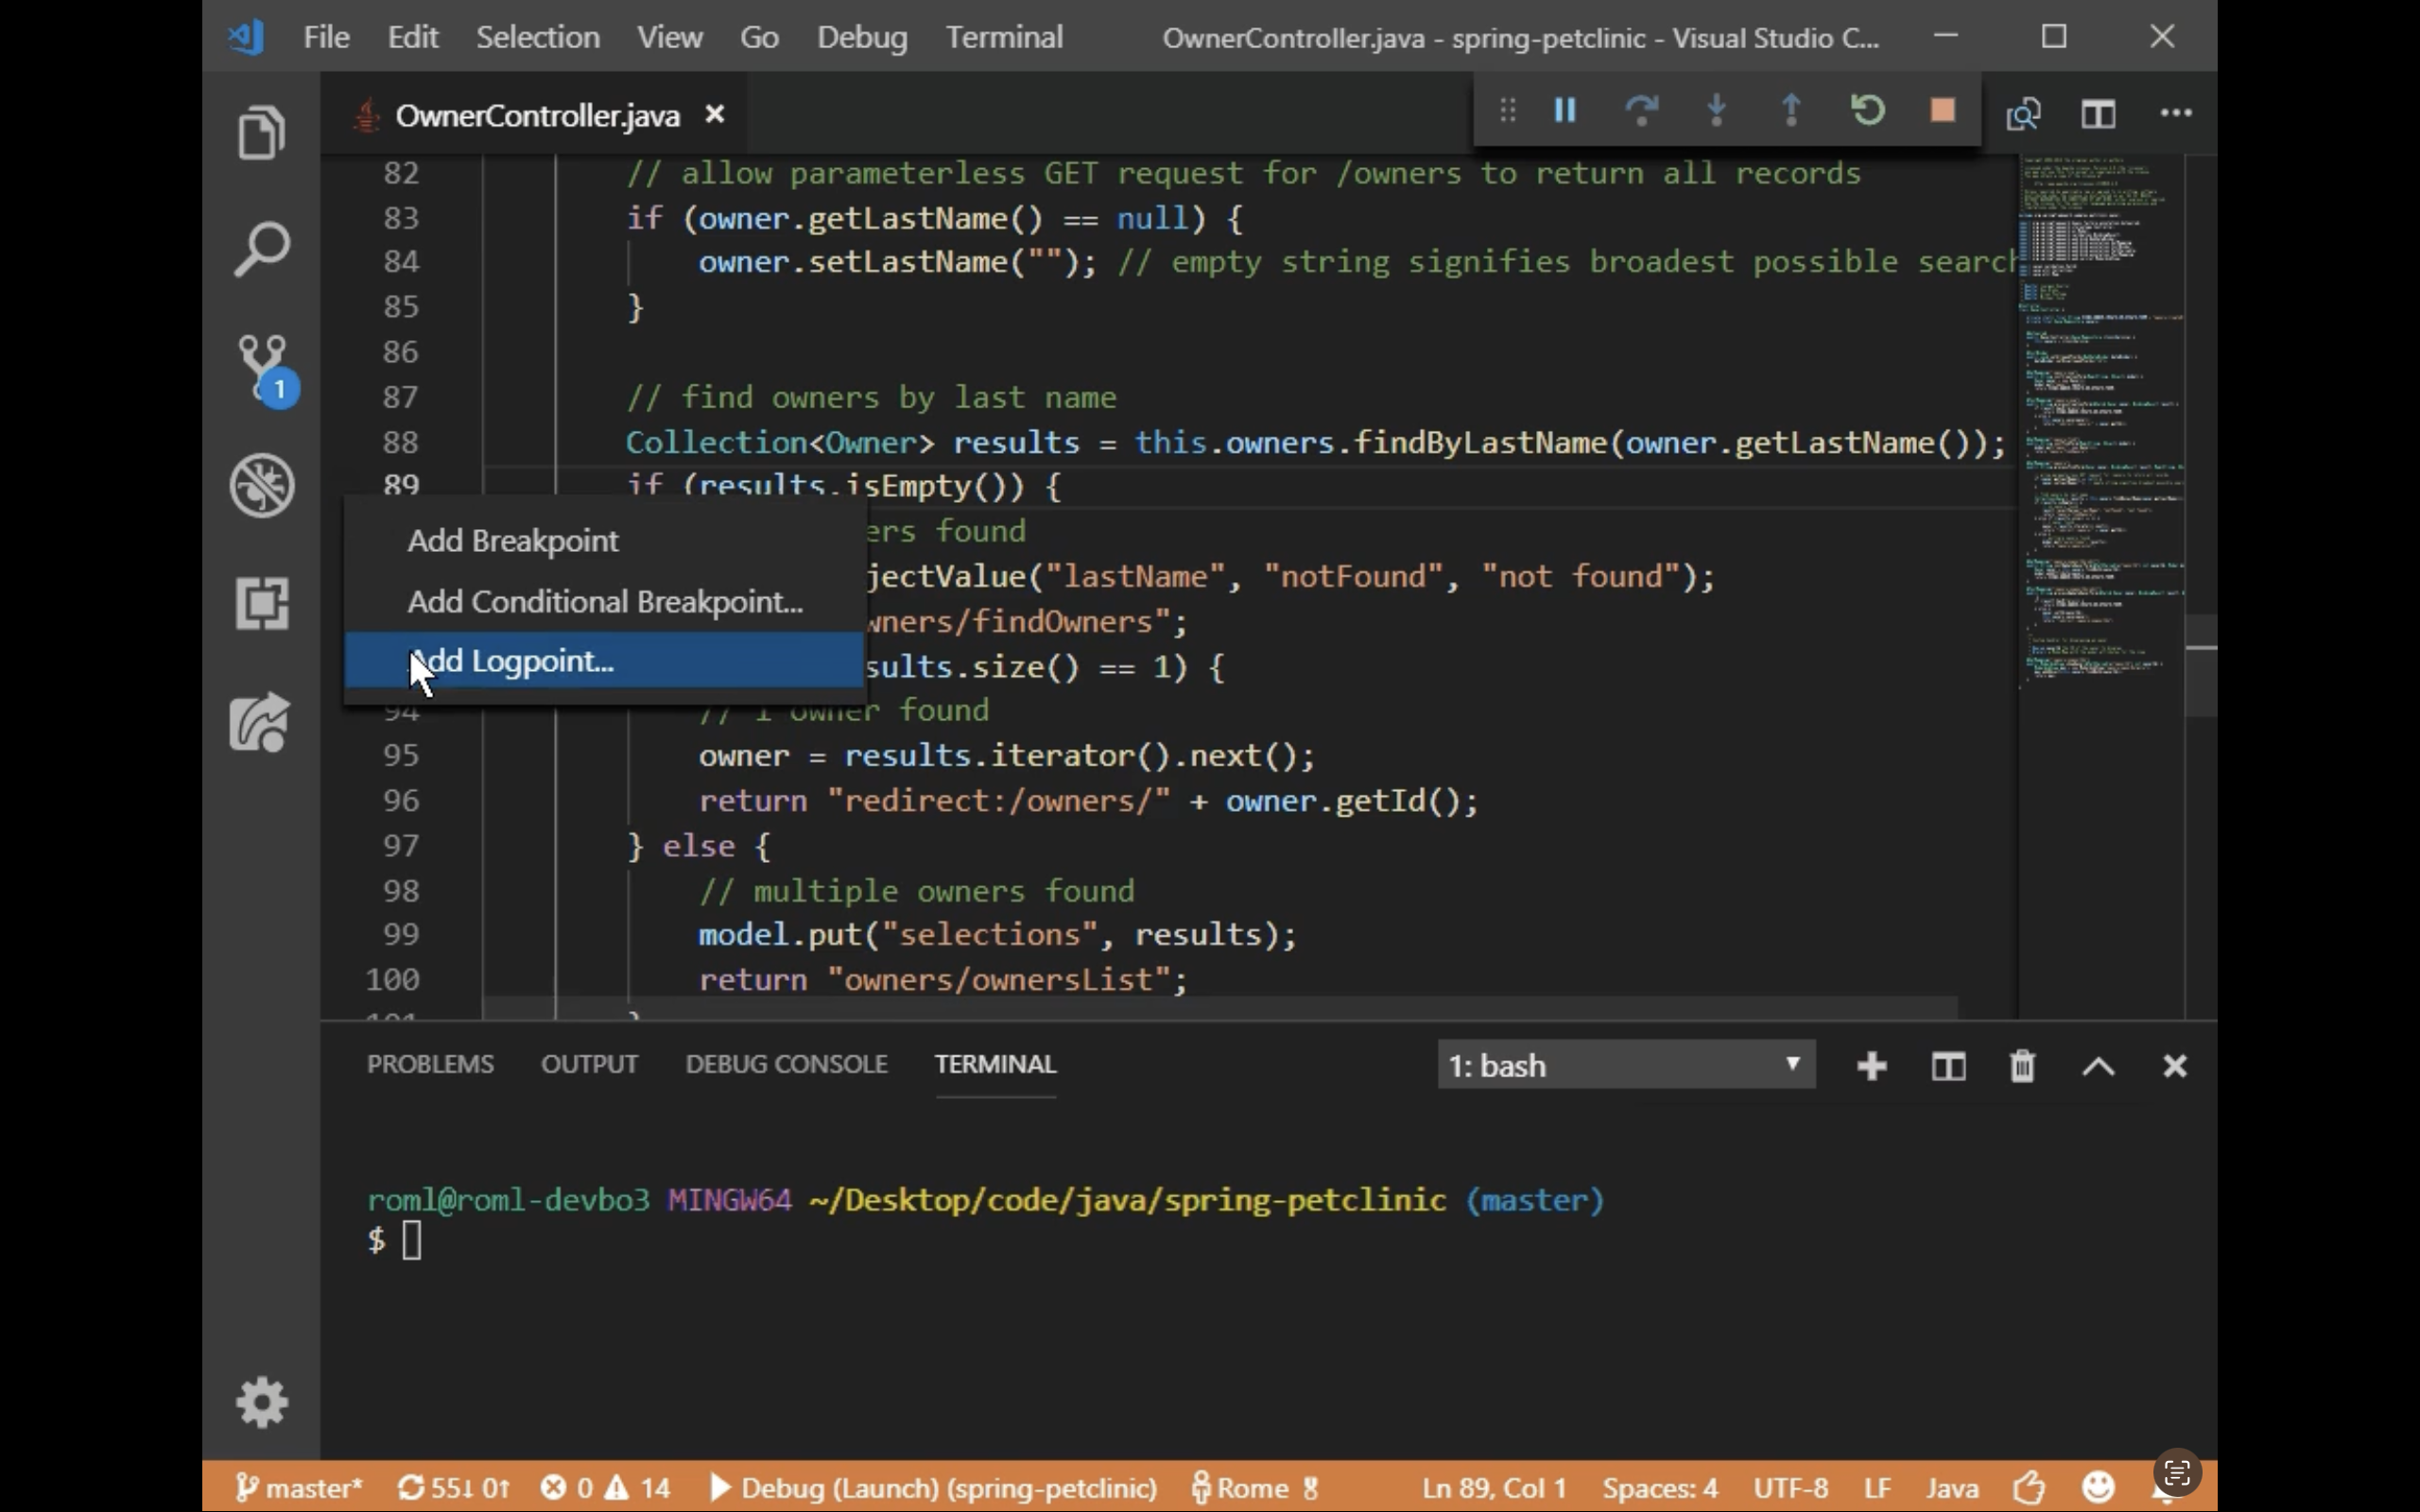 File Edit Selection View Go Debug Terminal OwnerController.java - spring-petclinic - Visual Studio C...
OwnerController.java
82 // allow parameterless GET request for /owners to return all records
83 if (owner.getLastName() == null) {
84 owner.setLastName(""); // empty string signifies broadest possible search
85 }
86
87 // find owners by last name
88 Collection<Owner> results = this.owners.findByLastName(owner.getLastName());
89 if (results.isEmpty()) {
ers found
Add Breakpoint
jectValue("lastName", "notFound", "not found");
Add Conditional Breakpoint...
wners/findOwners";
Add Logpoint...
sults.size() == 1) {
94 // 1 owner found
95 owner = results.iterator().next();
96 return "redirect:/owners/" + owner.getId();
97 } else {
98 // multiple owners found
99 model.put("selections", results);
100 return "owners/ownersList";
101 }
1
PROBLEMS OUTPUT DEBUG CONSOLE TERMINAL 1: bash
roml@roml-devbo3 MINGW64 ~/Desktop/code/java/spring-petclinic (master)
$
master* 55↓ 0↑ 0 14 Debug (Launch) (spring-petclinic) Rome 8 Ln 89, Col 1 Spaces: 4 UTF-8 LF Java